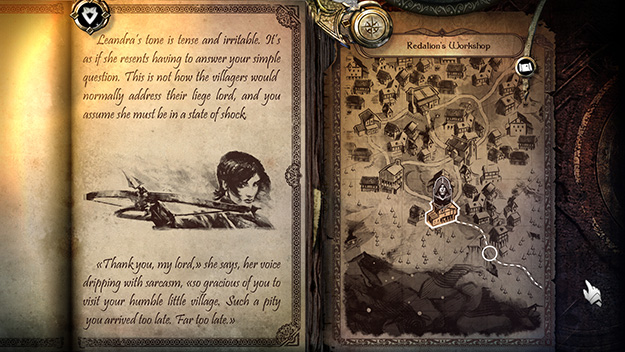 Leandra's tone is tense and irritable. It's
as if she resents having to answer your simple
question. This is not how the villagers would
normally address their liege lord, and you
assume she must be in a state of shock.
«Thank you, my lord,» she says, her voice
dripping with sarcasm, «so gracious of you to
visit your humble little village. Such a pity
you arrived too late. Far too late.»
Redalion's Workshop